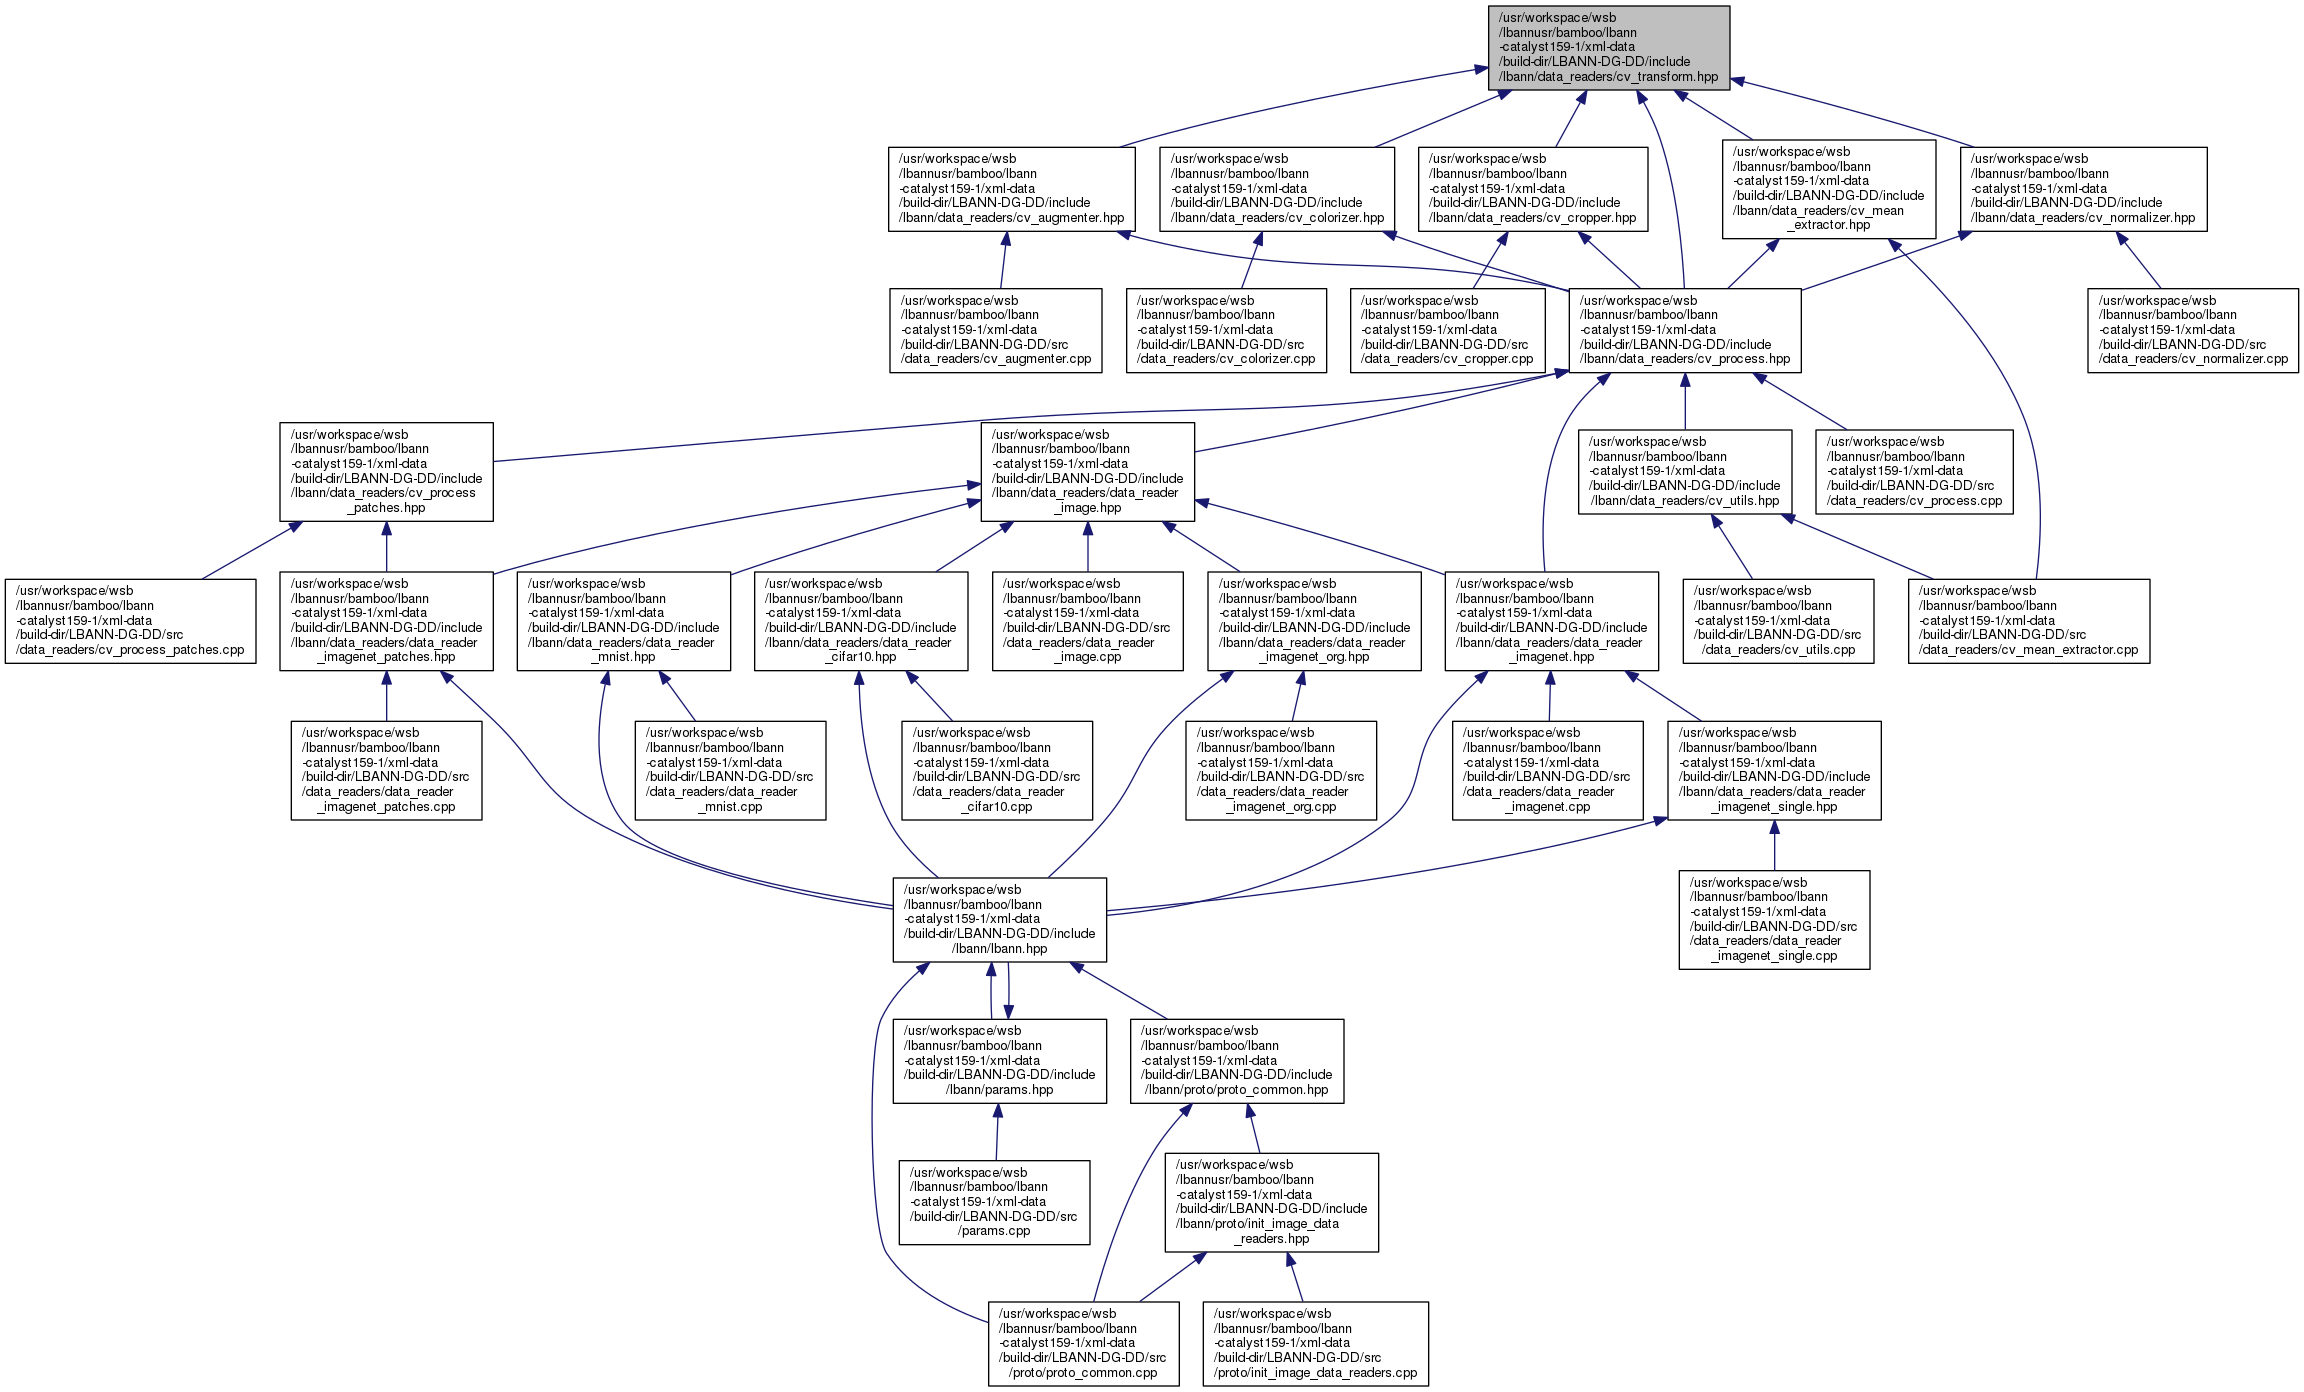 /usr/workspace/wsb
/lbannusr/bamboo/lbann
-catalyst159-1/xml-data
/build-dir/LBANN-DG-DD/include
/lbann/data_readers/cv_transform.hpp
/usr/workspace/wsb
/lbannusr/bamboo/lbann
-catalyst159-1/xml-data
/build-dir/LBANN-DG-DD/include
/lbann/data_readers/cv_augmenter.hpp
/usr/workspace/wsb
/lbannusr/bamboo/lbann
-catalyst159-1/xml-data
/build-dir/LBANN-DG-DD/include
/lbann/data_readers/cv_colorizer.hpp
/usr/workspace/wsb
/lbannusr/bamboo/lbann
-catalyst159-1/xml-data
/build-dir/LBANN-DG-DD/include
/lbann/data_readers/cv_cropper.hpp
/usr/workspace/wsb
/lbannusr/bamboo/lbann
-catalyst159-1/xml-data
/build-dir/LBANN-DG-DD/include
/lbann/data_readers/cv_mean
_extractor.hpp
/usr/workspace/wsb
/lbannusr/bamboo/lbann
-catalyst159-1/xml-data
/build-dir/LBANN-DG-DD/include
/lbann/data_readers/cv_normalizer.hpp
/usr/workspace/wsb
/lbannusr/bamboo/lbann
-catalyst159-1/xml-data
/build-dir/LBANN-DG-DD/src
/data_readers/cv_augmenter.cpp
/usr/workspace/wsb
/lbannusr/bamboo/lbann
-catalyst159-1/xml-data
/build-dir/LBANN-DG-DD/src
/data_readers/cv_colorizer.cpp
/usr/workspace/wsb
/lbannusr/bamboo/lbann
-catalyst159-1/xml-data
/build-dir/LBANN-DG-DD/src
/data_readers/cv_cropper.cpp
/usr/workspace/wsb
/lbannusr/bamboo/lbann
-catalyst159-1/xml-data
/build-dir/LBANN-DG-DD/include
/lbann/data_readers/cv_process.hpp
/usr/workspace/wsb
/lbannusr/bamboo/lbann
-catalyst159-1/xml-data
/build-dir/LBANN-DG-DD/src
/data_readers/cv_normalizer.cpp
/usr/workspace/wsb
/lbannusr/bamboo/lbann
-catalyst159-1/xml-data
/build-dir/LBANN-DG-DD/include
/lbann/data_readers/cv_process
_patches.hpp
/usr/workspace/wsb
/lbannusr/bamboo/lbann
-catalyst159-1/xml-data
/build-dir/LBANN-DG-DD/include
/lbann/data_readers/data_reader
_image.hpp
/usr/workspace/wsb
/lbannusr/bamboo/lbann
-catalyst159-1/xml-data
/build-dir/LBANN-DG-DD/include
/lbann/data_readers/cv_utils.hpp
/usr/workspace/wsb
/lbannusr/bamboo/lbann
-catalyst159-1/xml-data
/build-dir/LBANN-DG-DD/src
/data_readers/cv_process.cpp
/usr/workspace/wsb
/lbannusr/bamboo/lbann
-catalyst159-1/xml-data
/build-dir/LBANN-DG-DD/src
/data_readers/cv_process_patches.cpp
/usr/workspace/wsb
/lbannusr/bamboo/lbann
-catalyst159-1/xml-data
/build-dir/LBANN-DG-DD/include
/lbann/data_readers/data_reader
_imagenet_patches.hpp
/usr/workspace/wsb
/lbannusr/bamboo/lbann
-catalyst159-1/xml-data
/build-dir/LBANN-DG-DD/include
/lbann/data_readers/data_reader
_mnist.hpp
/usr/workspace/wsb
/lbannusr/bamboo/lbann
-catalyst159-1/xml-data
/build-dir/LBANN-DG-DD/include
/lbann/data_readers/data_reader
_cifar10.hpp
/usr/workspace/wsb
/lbannusr/bamboo/lbann
-catalyst159-1/xml-data
/build-dir/LBANN-DG-DD/src
/data_readers/data_reader
_image.cpp
/usr/workspace/wsb
/lbannusr/bamboo/lbann
-catalyst159-1/xml-data
/build-dir/LBANN-DG-DD/include
/lbann/data_readers/data_reader
_imagenet_org.hpp
/usr/workspace/wsb
/lbannusr/bamboo/lbann
-catalyst159-1/xml-data
/build-dir/LBANN-DG-DD/include
/lbann/data_readers/data_reader
_imagenet.hpp
/usr/workspace/wsb
/lbannusr/bamboo/lbann
-catalyst159-1/xml-data
/build-dir/LBANN-DG-DD/src
/data_readers/cv_utils.cpp
/usr/workspace/wsb
/lbannusr/bamboo/lbann
-catalyst159-1/xml-data
/build-dir/LBANN-DG-DD/src
/data_readers/cv_mean_extractor.cpp
/usr/workspace/wsb
/lbannusr/bamboo/lbann
-catalyst159-1/xml-data
/build-dir/LBANN-DG-DD/src
/data_readers/data_reader
_imagenet_patches.cpp
/usr/workspace/wsb
/lbannusr/bamboo/lbann
-catalyst159-1/xml-data
/build-dir/LBANN-DG-DD/src
/data_readers/data_reader
_mnist.cpp
/usr/workspace/wsb
/lbannusr/bamboo/lbann
-catalyst159-1/xml-data
/build-dir/LBANN-DG-DD/src
/data_readers/data_reader
_cifar10.cpp
/usr/workspace/wsb
/lbannusr/bamboo/lbann
-catalyst159-1/xml-data
/build-dir/LBANN-DG-DD/src
/data_readers/data_reader
_imagenet_org.cpp
/usr/workspace/wsb
/lbannusr/bamboo/lbann
-catalyst159-1/xml-data
/build-dir/LBANN-DG-DD/src
/data_readers/data_reader
_imagenet.cpp
/usr/workspace/wsb
/lbannusr/bamboo/lbann
-catalyst159-1/xml-data
/build-dir/LBANN-DG-DD/include
/lbann/data_readers/data_reader
_imagenet_single.hpp
/usr/workspace/wsb
/lbannusr/bamboo/lbann
-catalyst159-1/xml-data
/build-dir/LBANN-DG-DD/include
/lbann/lbann.hpp
/usr/workspace/wsb
/lbannusr/bamboo/lbann
-catalyst159-1/xml-data
/build-dir/LBANN-DG-DD/src
/data_readers/data_reader
_imagenet_single.cpp
/usr/workspace/wsb
/lbannusr/bamboo/lbann
-catalyst159-1/xml-data
/build-dir/LBANN-DG-DD/include
/lbann/params.hpp
/usr/workspace/wsb
/lbannusr/bamboo/lbann
-catalyst159-1/xml-data
/build-dir/LBANN-DG-DD/include
/lbann/proto/proto_common.hpp
/usr/workspace/wsb
/lbannusr/bamboo/lbann
-catalyst159-1/xml-data
/build-dir/LBANN-DG-DD/src
/params.cpp
/usr/workspace/wsb
/lbannusr/bamboo/lbann
-catalyst159-1/xml-data
/build-dir/LBANN-DG-DD/include
/lbann/proto/init_image_data
_readers.hpp
/usr/workspace/wsb
/lbannusr/bamboo/lbann
-catalyst159-1/xml-data
/build-dir/LBANN-DG-DD/src
/proto/proto_common.cpp
/usr/workspace/wsb
/lbannusr/bamboo/lbann
-catalyst159-1/xml-data
/build-dir/LBANN-DG-DD/src
/proto/init_image_data_readers.cpp